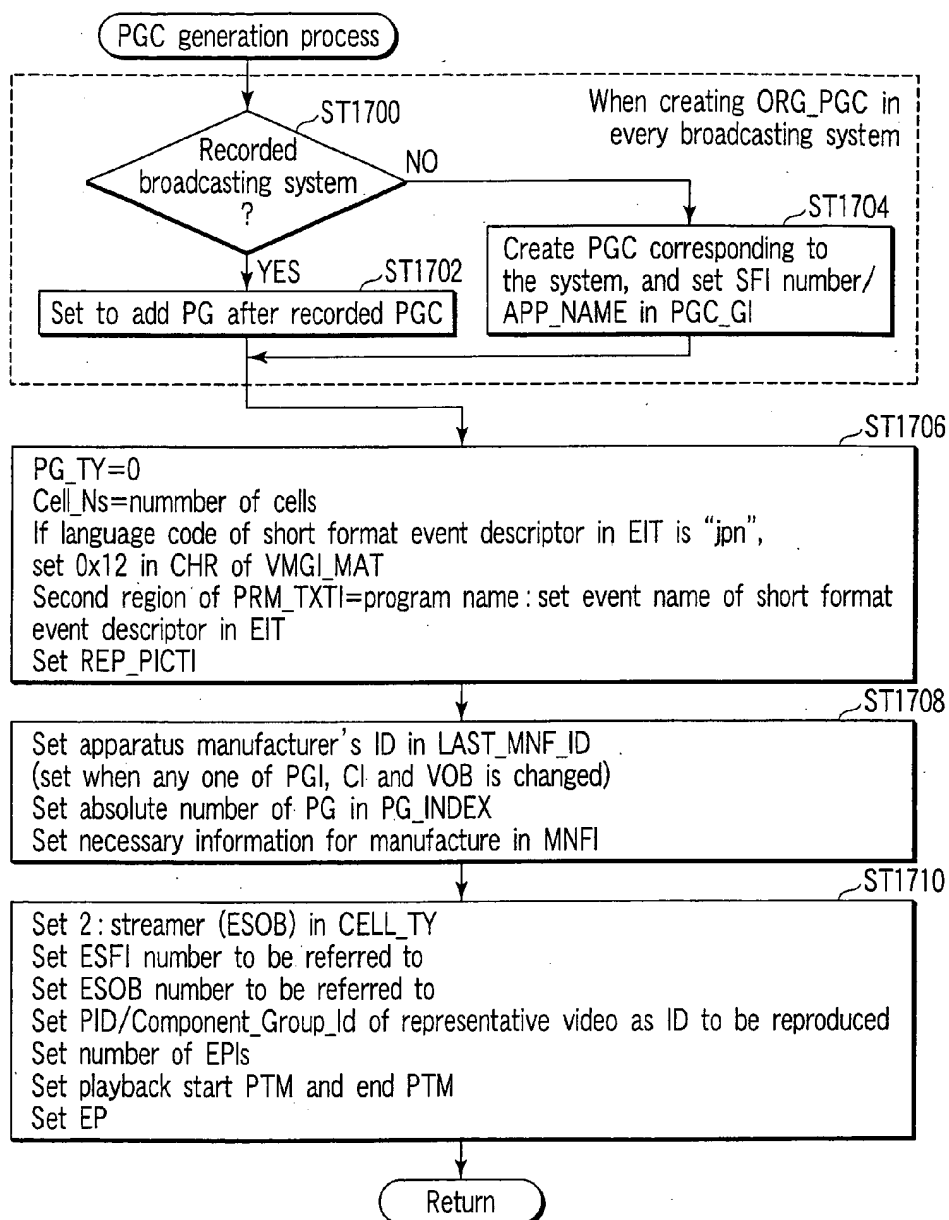 PGC generation process
When creating ORG_PGC in
every broadcasting system
ST1700
Recorded
broadcasting system
?
NO
YES
ST1704
Create PGC corresponding to
the system, and set SFI number/
APP_NAME in PGC_GI
ST1702
Set to add PG after recorded PGC
ST1706
PG_TY=0
Cell_Ns=nummber of cells
If language code of short format event descriptor in EIT is “jpn”,
set 0x12 in CHR of VMGI_MAT
Second region of PRM_TXTI=program name : set event name of short format
event descriptor in EIT
Set REP_PICTI
ST1708
Set apparatus manufacturer's ID in LAST_MNF_ID
(set when any one of PGI, CI and VOB is changed)
Set absolute number of PG in PG_INDEX
Set necessary information for manufacture in MNFI
ST1710
Set 2 : streamer (ESOB) in CELL_TY
Set ESFI number to be referred to
Set ESOB number to be referred to
Set PID/Component_Group_Id of representative video as ID to be reproduced
Set number of EPIs
Set playback start PTM and end PTM
Set EP
Return